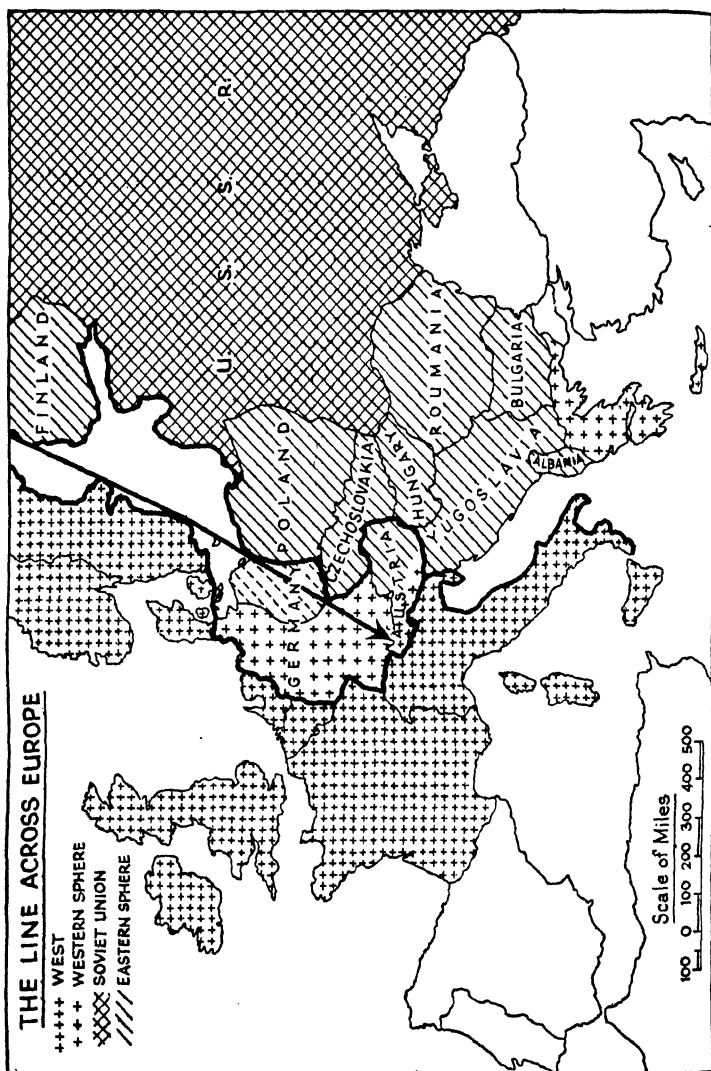 THE LINE ACROSS EUROPE
WEST
WESTERN SPHERE
SOVIET UNION
EASTERN SPHERE
FINLAND
U. S. S. R.
POLAND
GERMANY
CZECHOSLOVAKIA
AUSTRIA
HUNGARY
ROUMANIA
YUGOSLAVIA
BULGARIA
ALBANIA
Scale of Miles
100 0 100 200 300 400 500